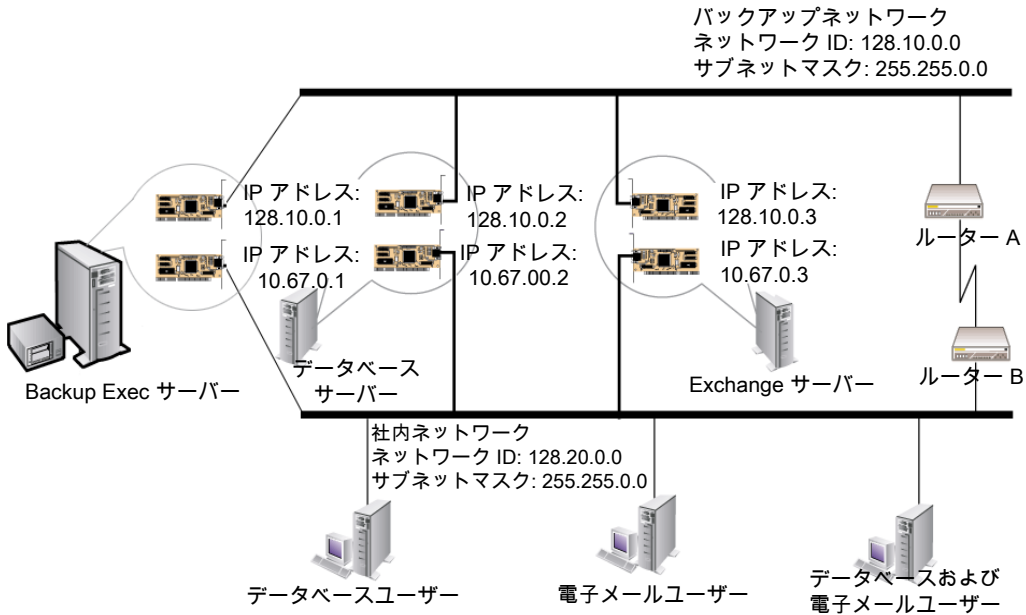 バックアップネットワーク
ネットワーク ID: 128.10.0.0
サブネットマスク: 255.255.0.0
IP アドレス:
128.10.0.1
IP アドレス:
10.67.0.1
IP アドレス:
128.10.0.2
IP アドレス:
10.67.00.2
IP アドレス:
128.10.0.3
IP アドレス:
10.67.0.3
ルーター A
ルーター B
Backup Exec サーバー
データベース
サーバー
Exchange サーバー
社内ネットワーク
ネットワーク ID: 128.20.0.0
サブネットマスク: 255.255.0.0
データベースユーザー
電子メールユーザー
データベースおよび
電子メールユーザー